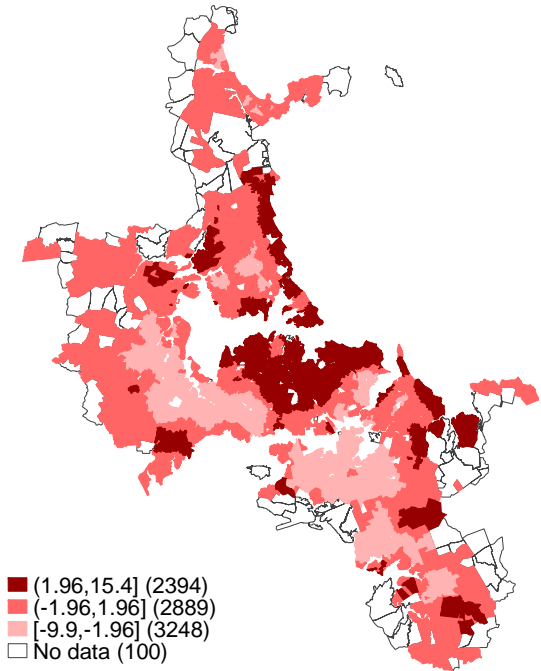 (1.96,15.4] (2394)
(-1.96,1.96] (2889)
[-9.9,-1.96] (3248)
No data (100)